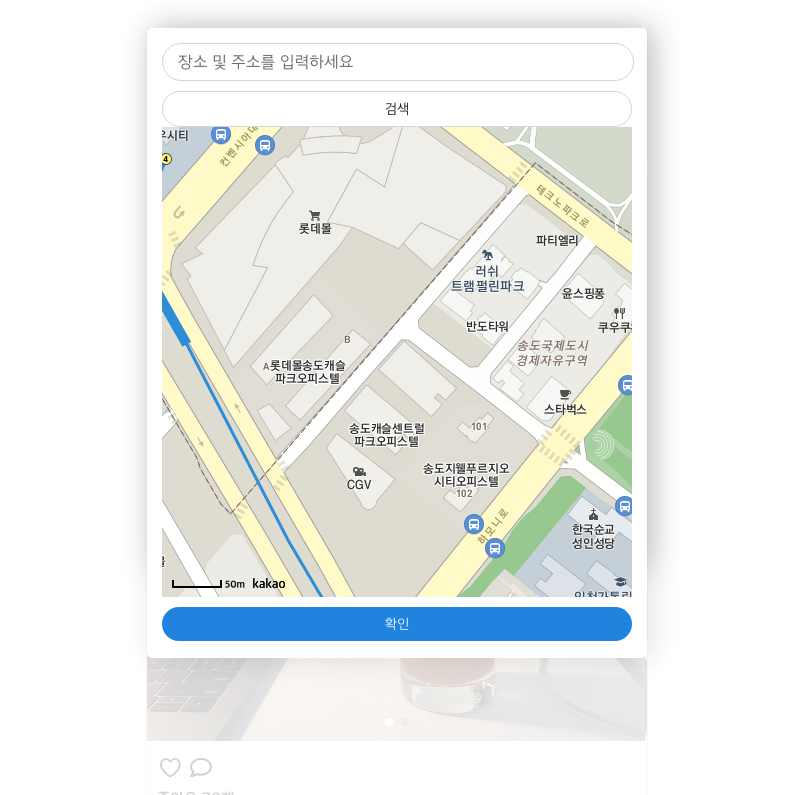 장소 및 주소를 입력하세요
검색
4
컨벤시아대
테크노파크로
롯데몰
파티엘리
러쉬
트램펄린파크
윤스핑퐁
반도타워
쿠우쿠
B
송도국제도시
경제자유구역
A롯데몰송도캐슬
파크오피스텔
스타벅스
송도캐슬센트럴
파크오피스텔
101
송도지웰푸르지오
시티오피스텔
102
CGV
하모니로
한국순교
성인성당
50m kakao
확인